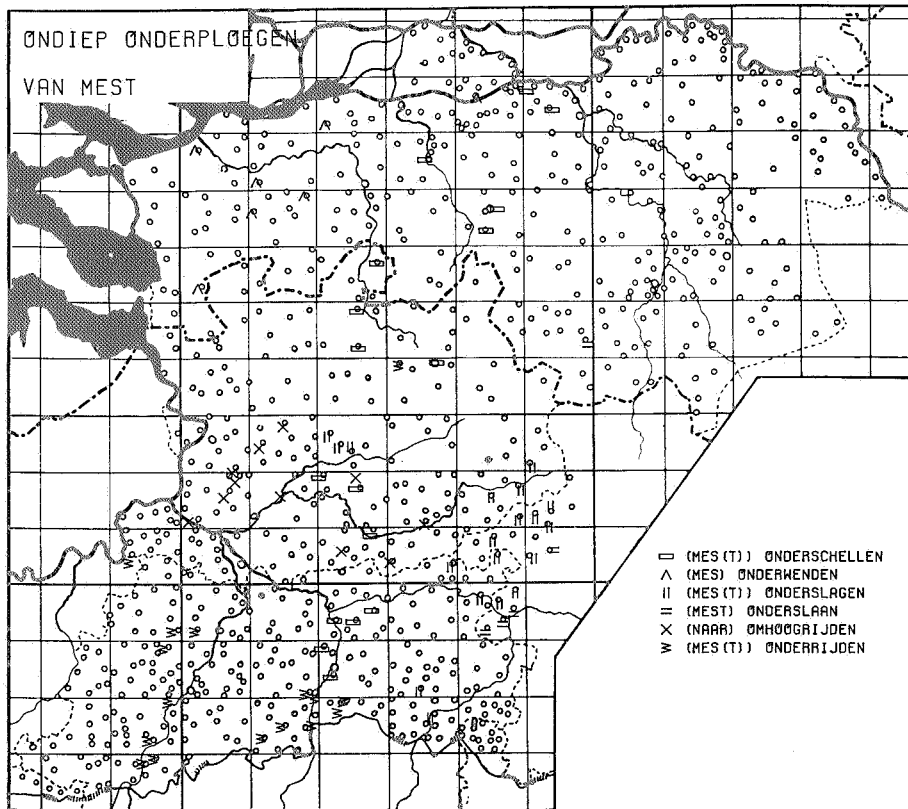 ONDIEP ONDERPLOEGEN
VAN MEST
(MES(T)) ONDERSCHELLEN
(MES) ONDERWENDEN
(MES(T)) ONDERSLAGEN
(MEST) ONDERSLAAN
(NAAR) OMHOOGRIJDEN
(MES(T)) ONDERRIJDEN